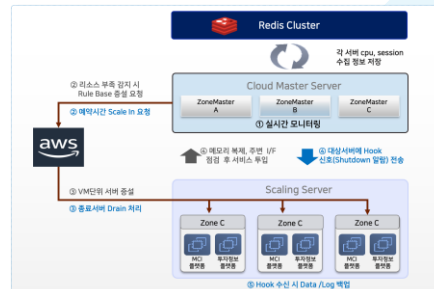 Redis Cluster
각 서버 cpu, session
수집 정보 저장
② 리소스 부족 감지 시
Rule Base 증설 요청
② 예약시간 Scale In 요청
Cloud Master Server
ZoneMaster
A
ZoneMaster
B
ZoneMaster
C
① 실시간 모니터링
aws
④ 메모리 복제, 주변 I/F
점검 후 서비스 투입
④ 대상서버에 Hook
신호(Shutdown 알람) 전송
③ VM단위 서버 증설
③ 종료서버 Drain 처리
Scaling Server
Zone C
Zone C
Zone C
MCI
플랫폼
투자정보
플랫폼
MCI
플랫폼
투자정보
플랫폼
MCI
플랫폼
투자정보
플랫폼
⑤ Hook 수신 시 Data /Log 백업